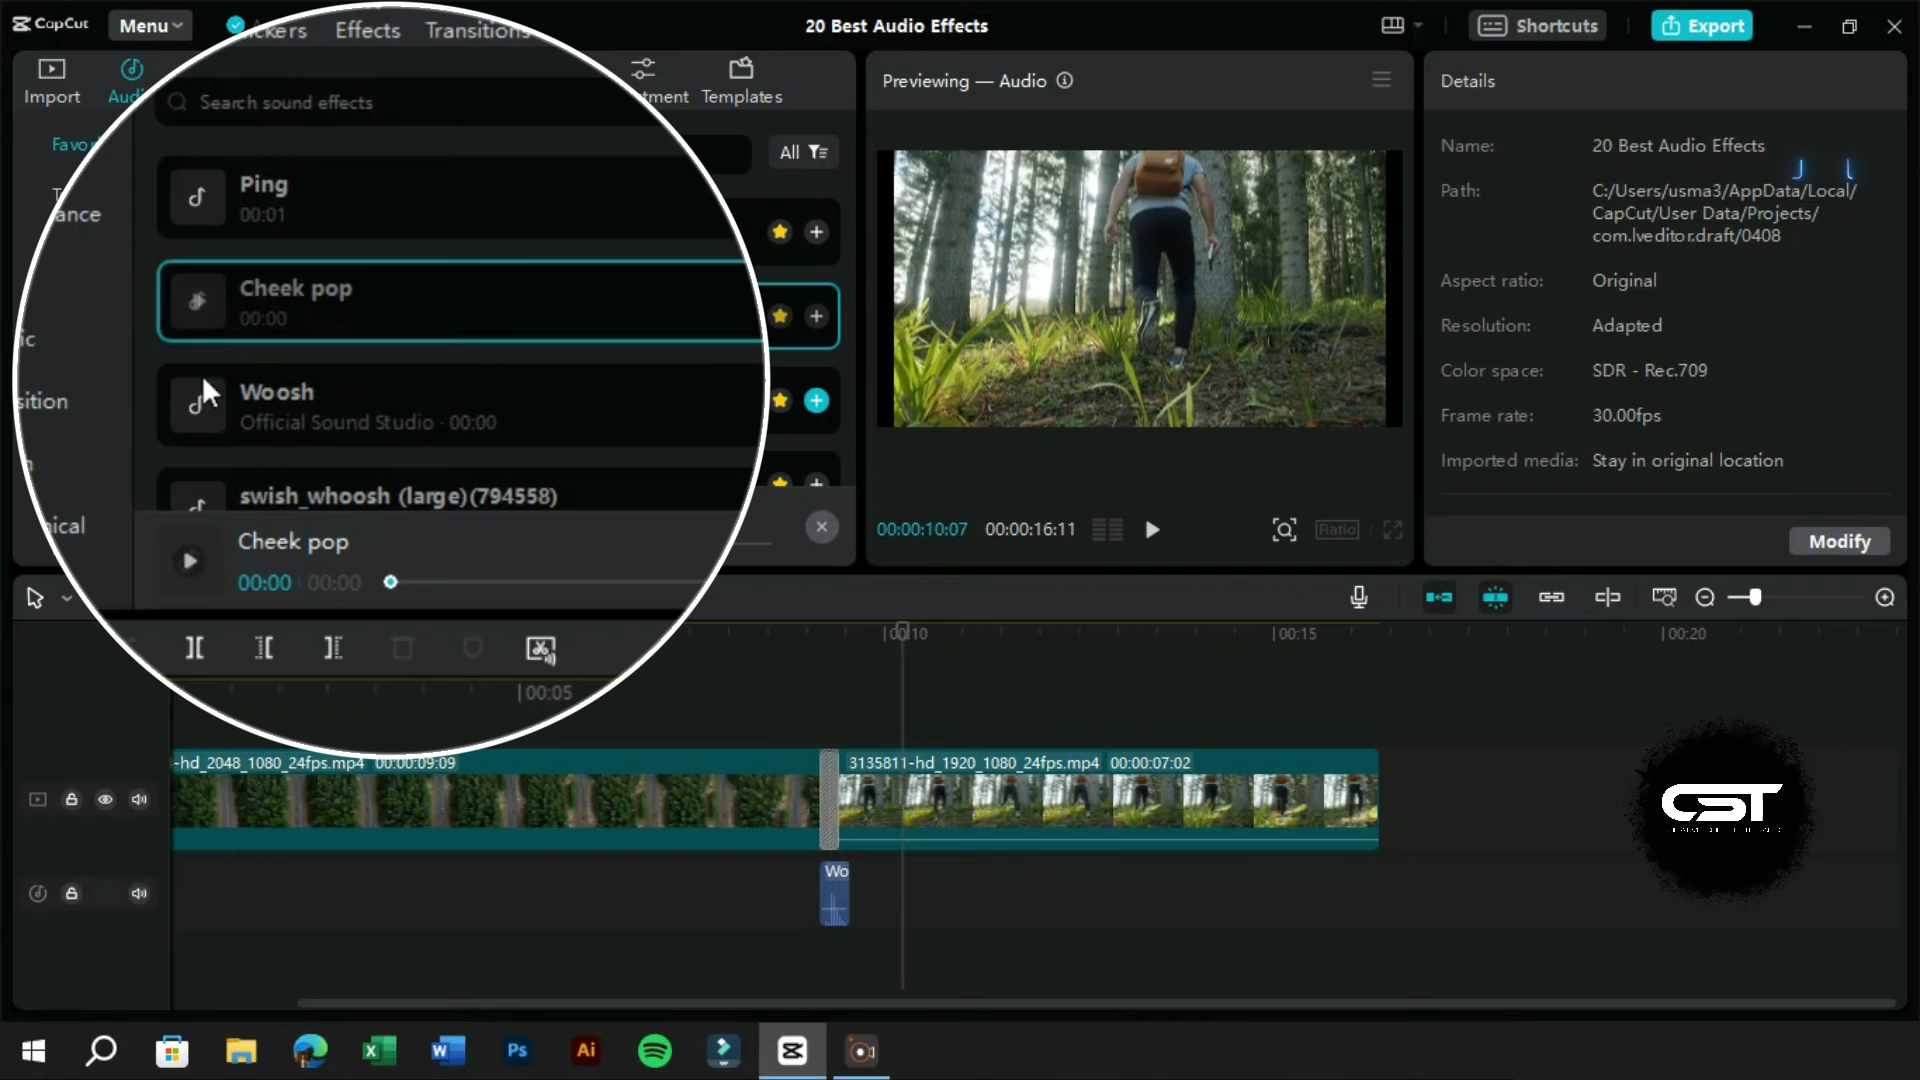 CapCut
Menu
ckers
Effects
Transitions
20 Best Audio Effects
Shortcuts
Export
Import
tment
Templates
Search sound effects
Favor
ance
All
Ping
00:01
Cheek pop
00:00
ic
Woosh
Official Sound Studio · 00:00
sition
swish_whoosh (large)(794558)
ical
Cheek pop
00:00 00:00
Previewing — Audio
00:00:10:07 00:00:16:11
Ratio
Details
Name: 20 Best Audio Effects
Path: C:/Users/usma3/AppData/Local/
CapCut/User Data/Projects/
com.lveditor.draft/0408
Aspect ratio: Original
Resolution: Adapted
Color space: SDR - Rec.709
Frame rate: 30.00fps
Imported media: Stay in original location
Modify
00:05
00:10
00:15
00:20
-hd_2048_1080_24fps.mp4 00:00:09:09
3135811-hd_1920_1080_24fps.mp4 00:00:07:02
Wo
CST
X
W
Ps
Ai